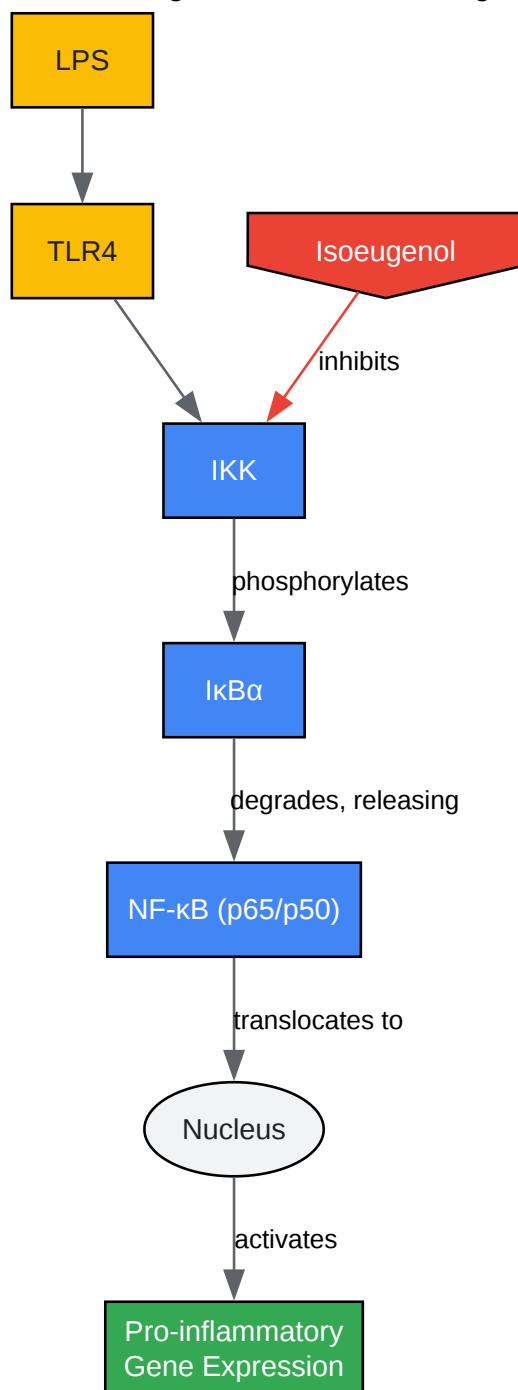 LPS
TLR4
Isoeugenol
inhibits
IKK
phosphorylates
IκBα
degrades, releasing
NF-κB (p65/p50)
translocates to
Nucleus
activates
Pro-inflammatory
Gene Expression